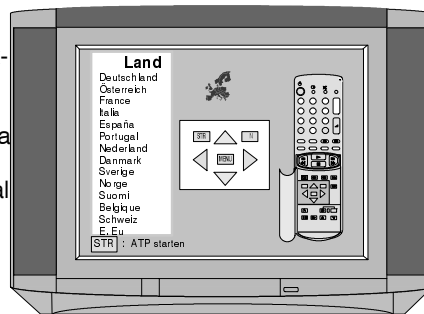 Land
Deutschland
Österreich
France
Italia
España
Portugal
Nederland
Danmark
Sverige
Norge
Suomi
Belgique
Schweiz
E. Eu
STR : ATP starten
STR
N
MENU
-
a
al